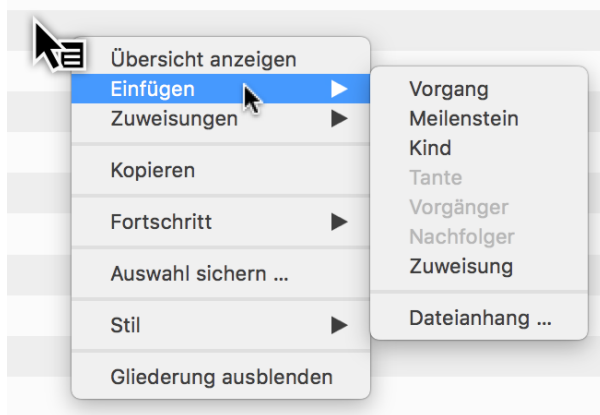 Übersicht anzeigen
Einfügen
Zuweisungen
Kopieren
Fortschritt
Auswahl sichern ...
Stil
Gliederung ausblenden
Vorgang
Meilenstein
Kind
Tante
Vorgänger
Nachfolger
Zuweisung
Dateianhang ...